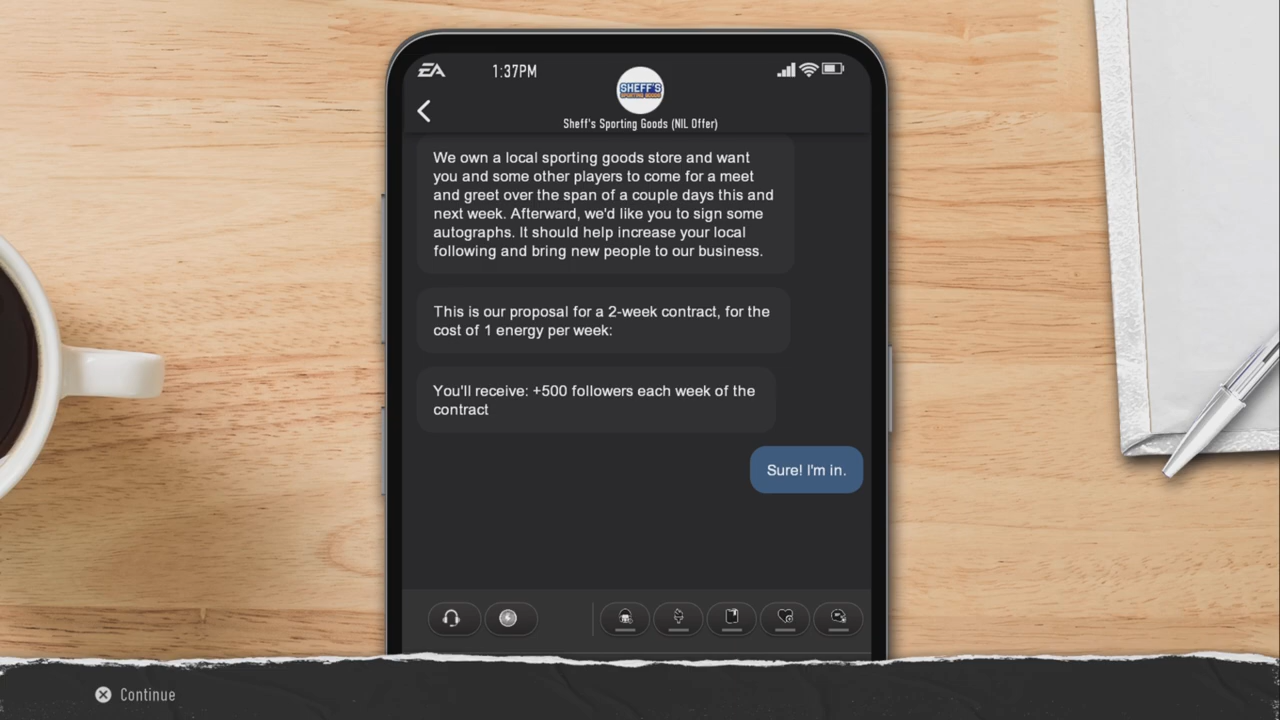 EA
1:37PM
SHEFF'S
SPORTING GOODS
Sheff's Sporting Goods (NIL Offer)
We own a local sporting goods store and want
you and some other players to come for a meet
and greet over the span of a couple days this and
next week. Afterward, we'd like you to sign some
autographs. It should help increase your local
following and bring new people to our business.
This is our proposal for a 2-week contract, for the
cost of 1 energy per week:
You'll receive: +500 followers each week of the
contract
Sure! I'm in.
Continue